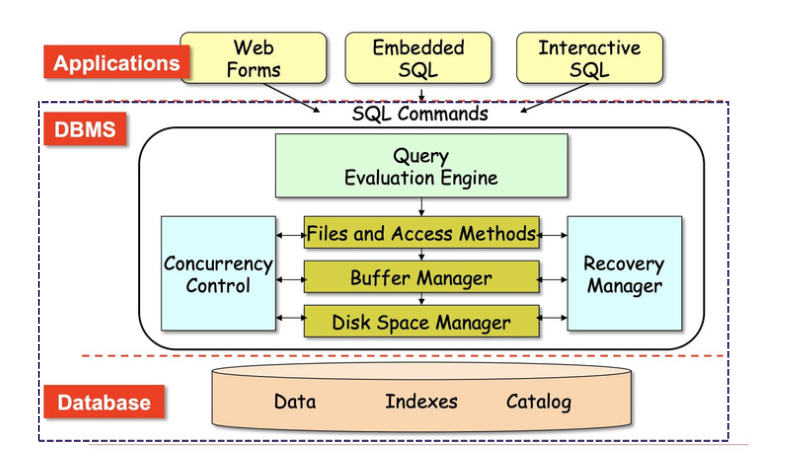 Applications
Web
Forms
Embedded
SQL
Interactive
SQL
SQL Commands
DBMS
Query
Evaluation Engine
Concurrency
Control
Files and Access Methods
Buffer Manager
Disk Space Manager
Recovery
Manager
Database
Data
Indexes
Catalog